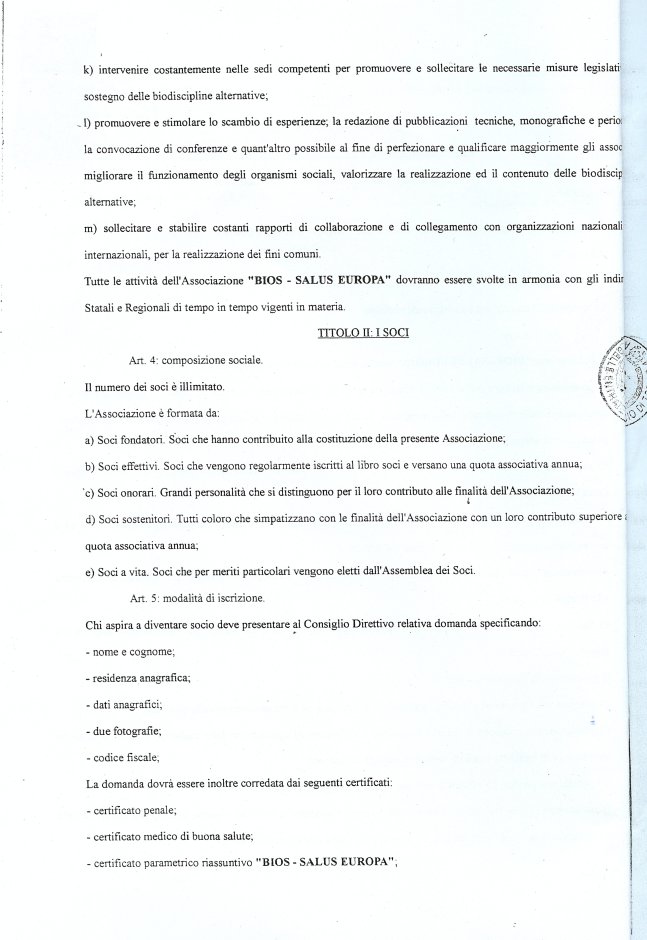 k) intervenire costantemente nelle sedi competenti per promuovere e sollecitare le necessarie misure legislati
sostegno delle biodiscipline alternative;
l) promuovere e stimolare lo scambio di esperienze; la redazione di pubblicazioni tecniche, monografiche e perio
la convocazione di conferenze e quant'altro possibile al fine di perfezionare e qualificare maggiormente gli assoc
migliorare il funzionamento degli organismi sociali, valorizzare la realizzazione ed il contenuto delle biodiscip
alternative;
m) sollecitare e stabilire costanti rapporti di collaborazione e di collegamento con organizzazioni nazionali
internazionali, per la realizzazione dei fini comuni.
Tutte le attività dell'Associazione "BIOS - SALUS EUROPA" dovranno essere svolte in armonia con gli indir
Statali e Regionali di tempo in tempo vigenti in materia.
TITOLO II: I SOCI
Art. 4: composizione sociale.
Il numero dei soci è illimitato.
L'Associazione è formata da:
a) Soci fondatori. Soci che hanno contribuito alla costituzione della presente Associazione;
b) Soci effettivi. Soci che vengono regolarmente iscritti al libro soci e versano una quota associativa annua;
c) Soci onorari. Grandi personalità che si distinguono per il loro contributo alle finalità dell'Associazione;
d) Soci sostenitori. Tutti coloro che simpatizzano con le finalità dell'Associazione con un loro contributo superiore a
quota associativa annua;
e) Soci a vita. Soci che per meriti particolari vengono eletti dall'Assemblea dei Soci.
Art. 5: modalità di iscrizione.
Chi aspira a diventare socio deve presentare al Consiglio Direttivo relativa domanda specificando:
- nome e cognome;
- residenza anagrafica;
- dati anagrafici;
- due fotografie;
- codice fiscale;
La domanda dovrà essere inoltre corredata dai seguenti certificati:
- certificato penale;
- certificato medico di buona salute;
- certificato parametrico riassuntivo "BIOS - SALUS EUROPA";